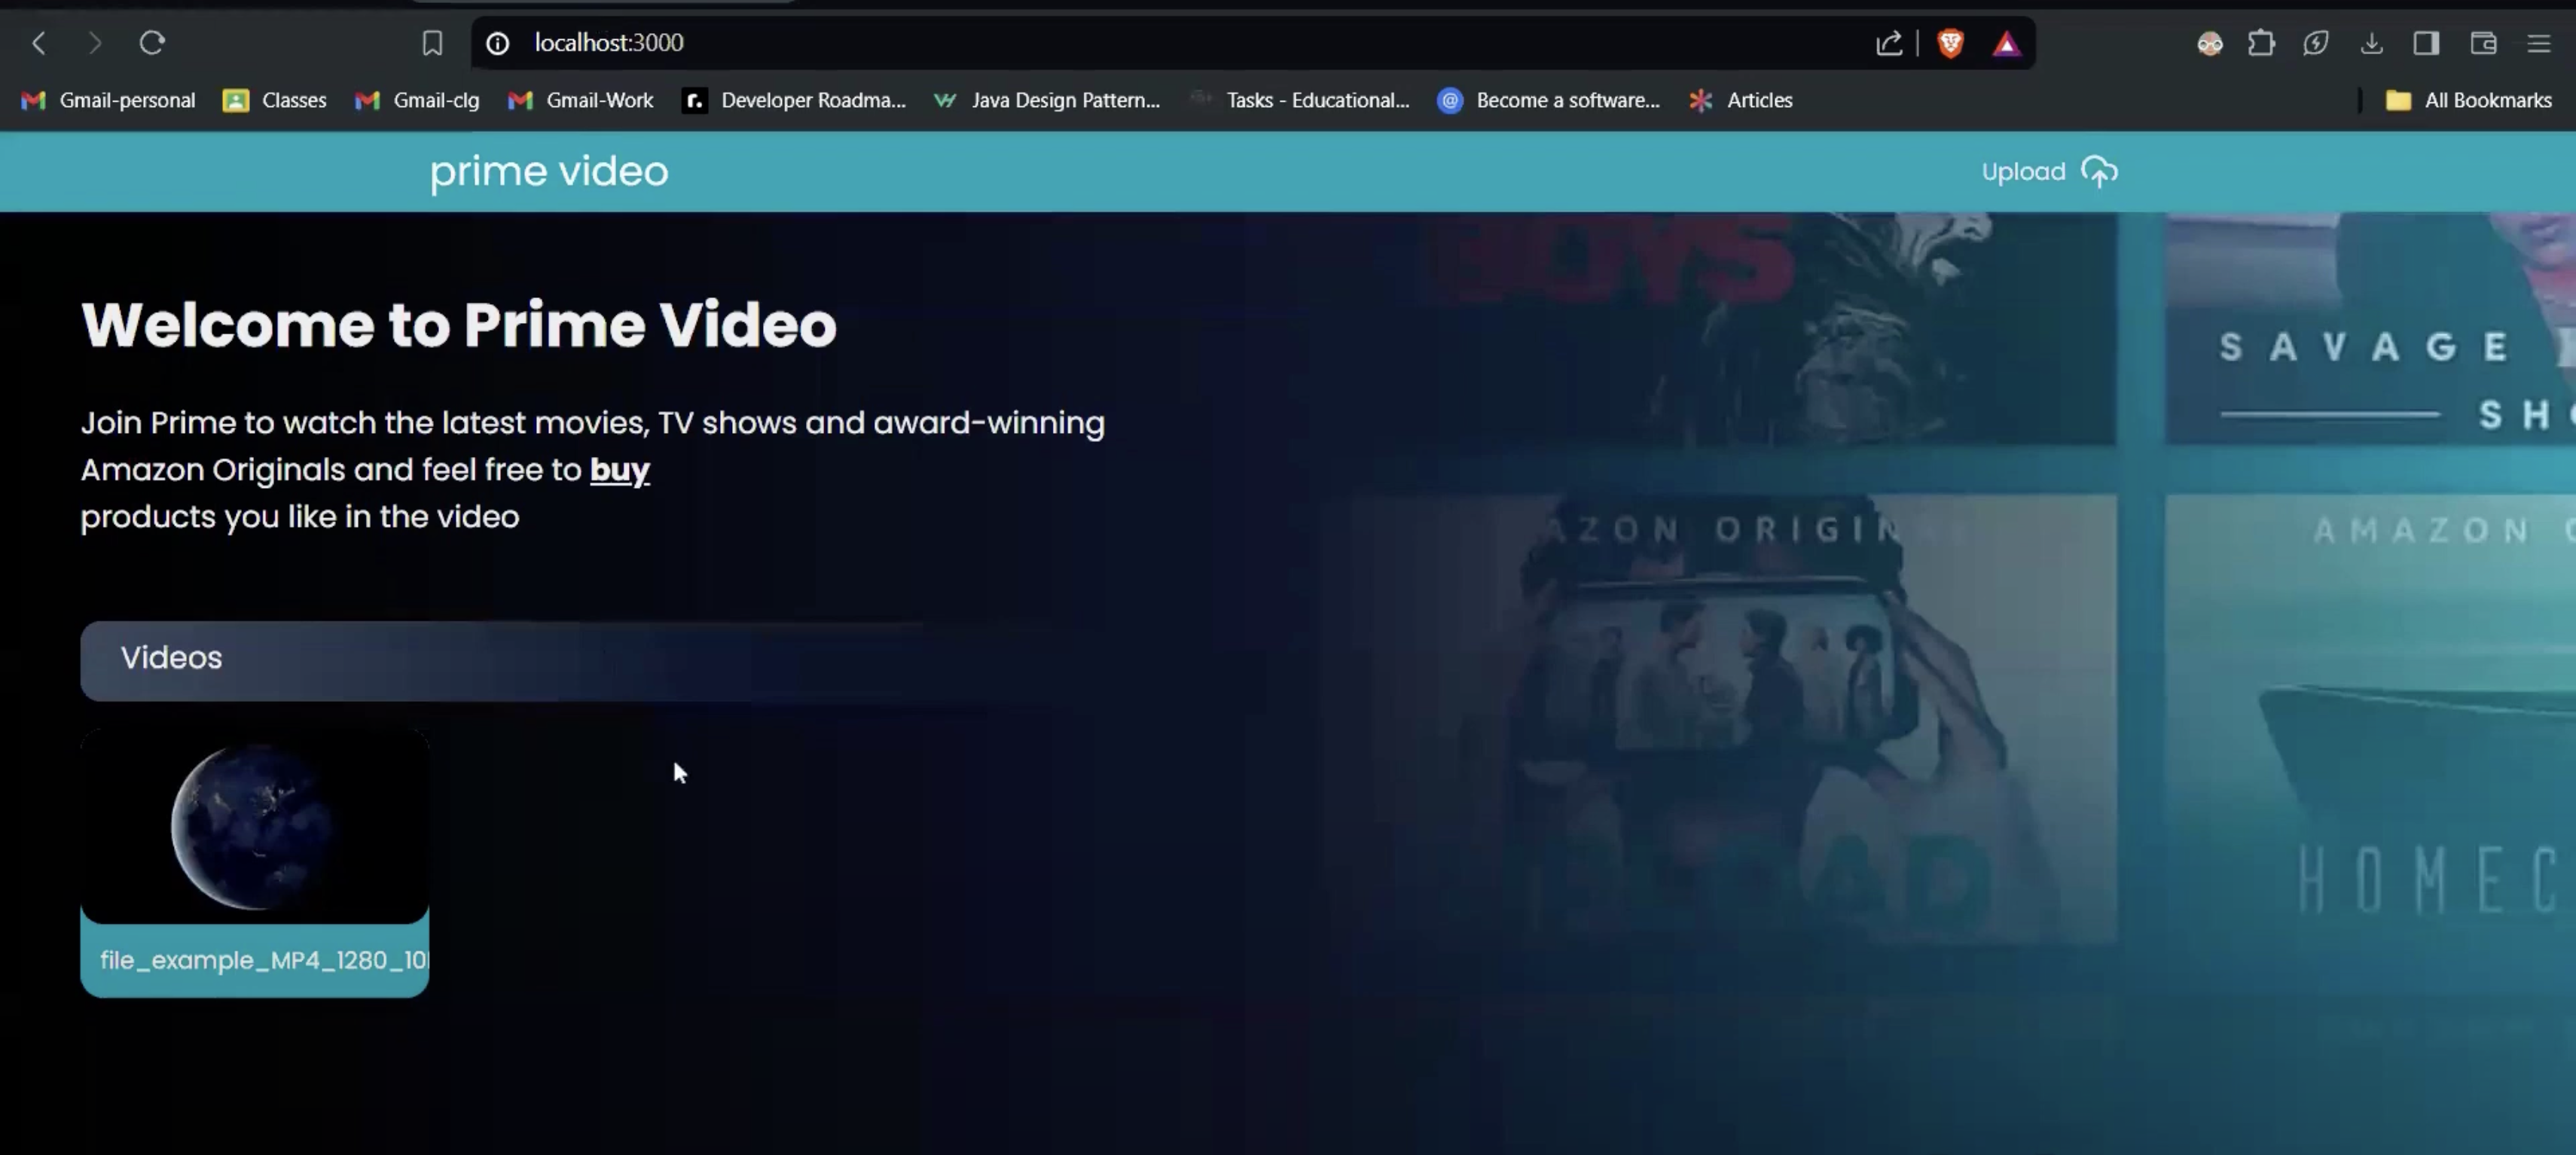 localhost:3000
Gmail-personal Classes Gmail-clg Gmail-Work Developer Roadma... Java Design Pattern... Tasks - Educational... Become a software... Articles All Bookmarks
prime video Upload
BOYS
SAVAGE
SH
Welcome to Prime Video
Join Prime to watch the latest movies, TV shows and award-winning
Amazon Originals and feel free to buy
products you like in the video
AZON ORIGIN
AMAZON
Videos
HOMEC
file_example_MP4_1280_10